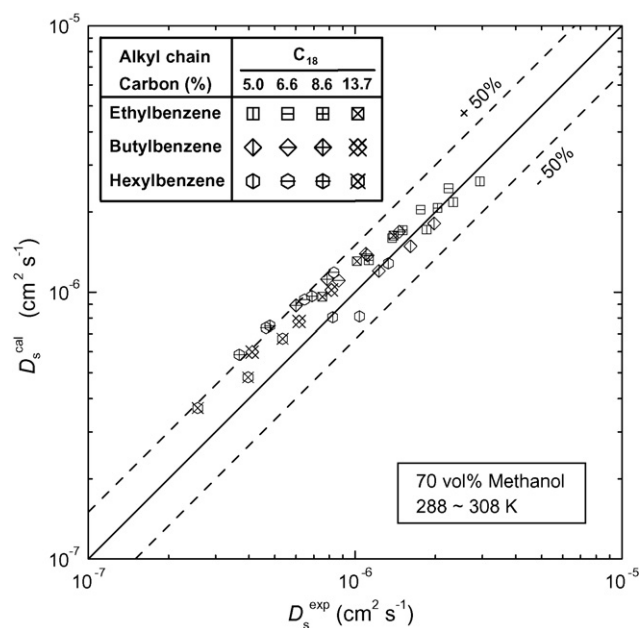 10⁻⁵
Alkyl chain C₁₈
Carbon (%) 5.0 6.6 8.6 13.7
Ethylbenzene
Butylbenzene
Hexylbenzene
+ 50%
- 50%
10⁻⁶
Dₛᶜᵃˡ (cm² s⁻¹)
70 vol% Methanol
288 ~ 308 K
10⁻⁷
10⁻⁷ 10⁻⁶ 10⁻⁵
Dₛᵉˣᵖ (cm² s⁻¹)